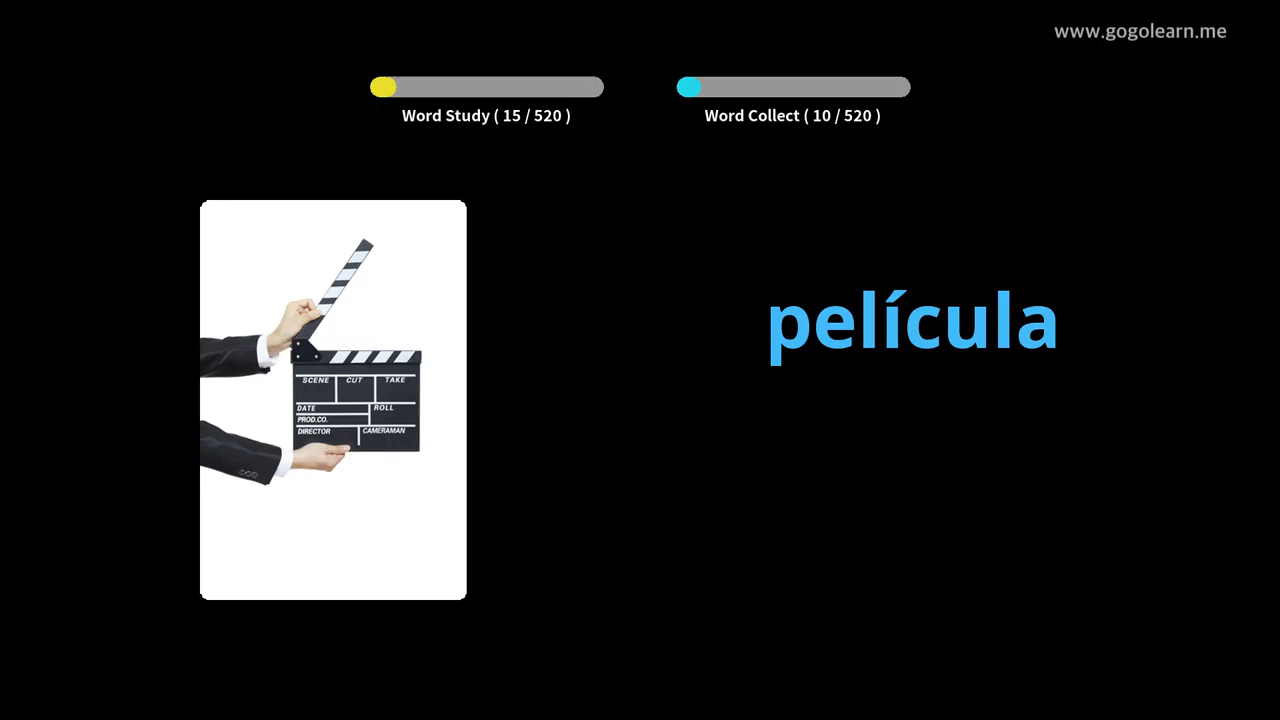 www.gogolearn.me
Word Study ( 15 / 520 )
Word Collect ( 10 / 520 )
película
SCENE CUT TAKE
DATE ROLL
PROD.CO.
DIRECTOR CAMERAMAN